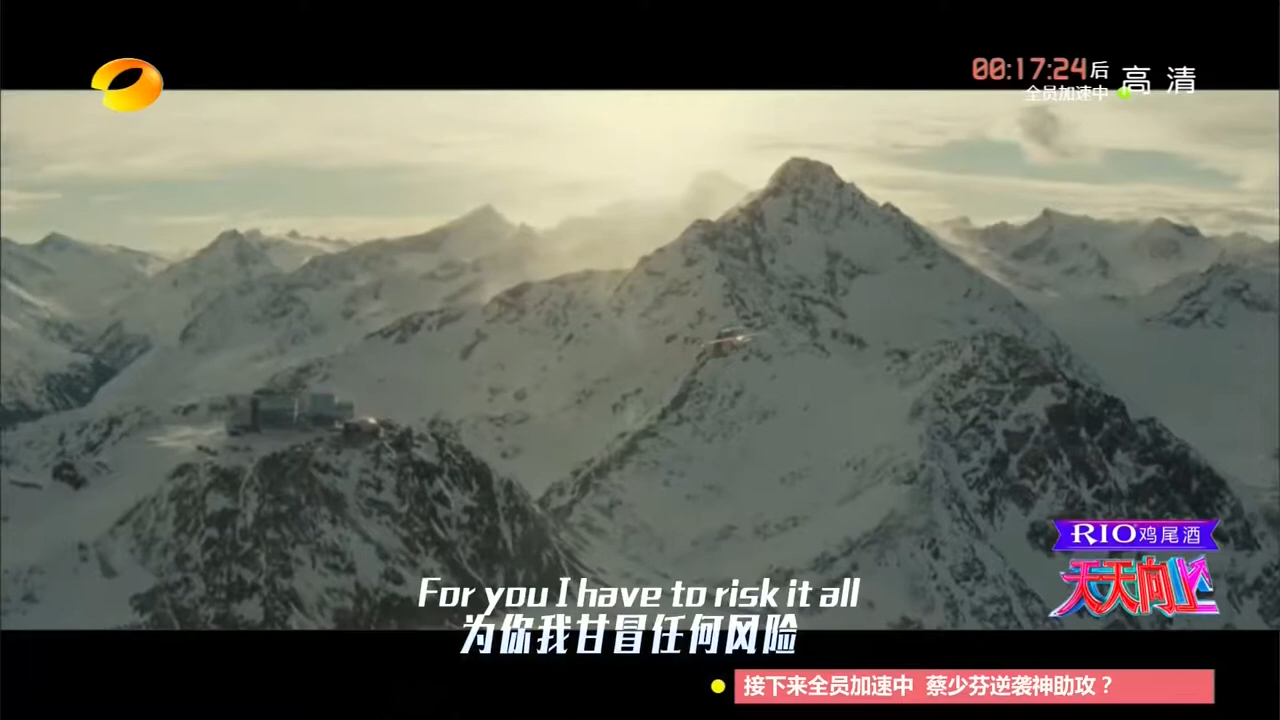 00:17:24后
全员加速中
高清
RIO鸡尾酒
天天向上
For you I have to risk it all
为你我甘冒任何风险
接下来全员加速中 蔡少芬逆袭神助攻？